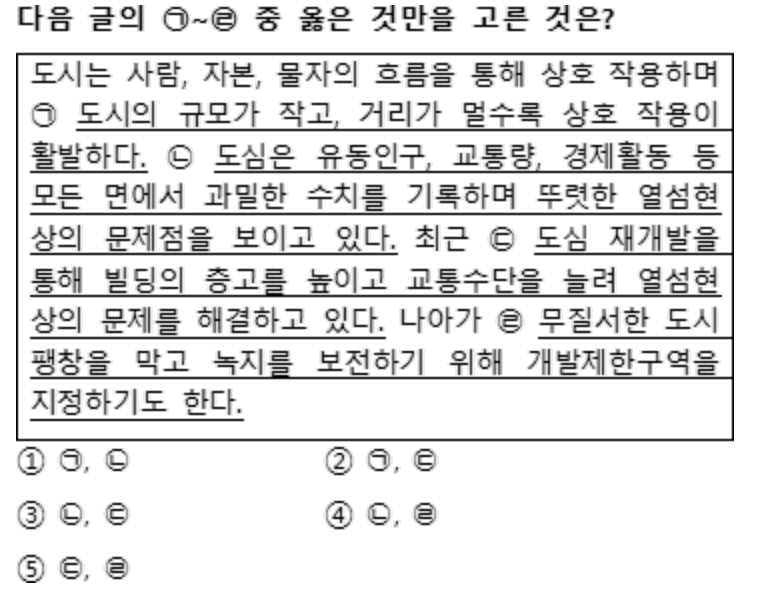 다음 글의 ㉠~㉣ 중 옳은 것만을 고른 것은?
도시는 사람, 자본, 물자의 흐름을 통해 상호 작용하며
㉠ 도시의 규모가 작고, 거리가 멀수록 상호 작용이
활발하다. ㉡ 도심은 유동인구, 교통량, 경제활동 등
모든 면에서 과밀한 수치를 기록하며 뚜렷한 열섬현
상의 문제점을 보이고 있다. 최근 ㉢ 도심 재개발을
통해 빌딩의 층고를 높이고 교통수단을 늘려 열섬현
상의 문제를 해결하고 있다. 나아가 ㉣ 무질서한 도시
팽창을 막고 녹지를 보전하기 위해 개발제한구역을
지정하기도 한다.
① ㉠, ㉡ ② ㉠, ㉢
③ ㉡, ㉢ ④ ㉡, ㉣
⑤ ㉢, ㉣